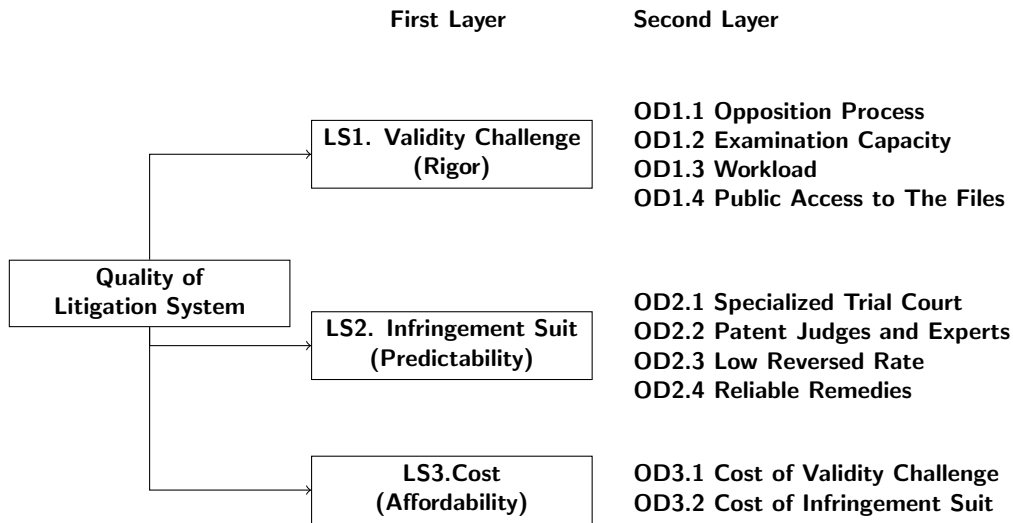 First Layer
Second Layer
LS1. Validity Challenge
(Rigor)
OD1.1 Opposition Process
OD1.2 Examination Capacity
OD1.3 Workload
OD1.4 Public Access to The Files
Quality of
Litigation System
LS2. Infringement Suit
(Predictability)
OD2.1 Specialized Trial Court
OD2.2 Patent Judges and Experts
OD2.3 Low Reversed Rate
OD2.4 Reliable Remedies
LS3.Cost
(Affordability)
OD3.1 Cost of Validity Challenge
OD3.2 Cost of Infringement Suit